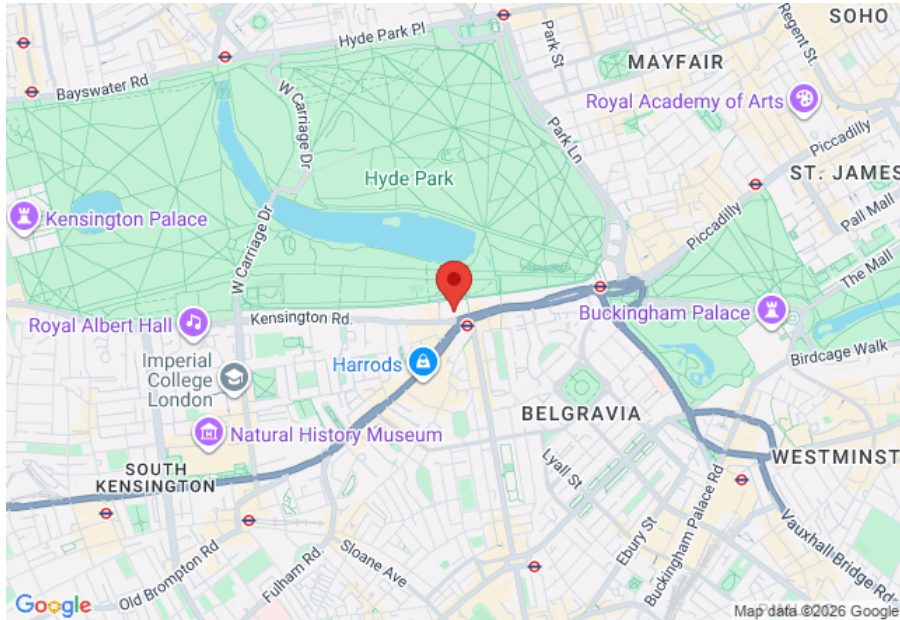 SOHO
Hyde Park Pl
Park St
Regent St.
MAYFAIR
Bayswater Rd
W Carriage Dr
Royal Academy of Arts
Park Ln
Piccadilly
Hyde Park
ST. JAMES
Kensington Palace
Piccadilly
Pall Mall
W Carriage Dr
The Mall
Royal Albert Hall
Kensington Rd.
Buckingham Palace
Imperial
College
London
Harrods
Birdcage Walk
BELGRAVIA
Natural History Museum
Lyall St
WESTMINST
SOUTH
KENSINGTON
Buckingham Palace Rd
Ebury St
Vauxhall Bridge Rd
Old Brompton Rd
Fulham Rd.
Sloane Ave
Google
Map data ©2026 Google